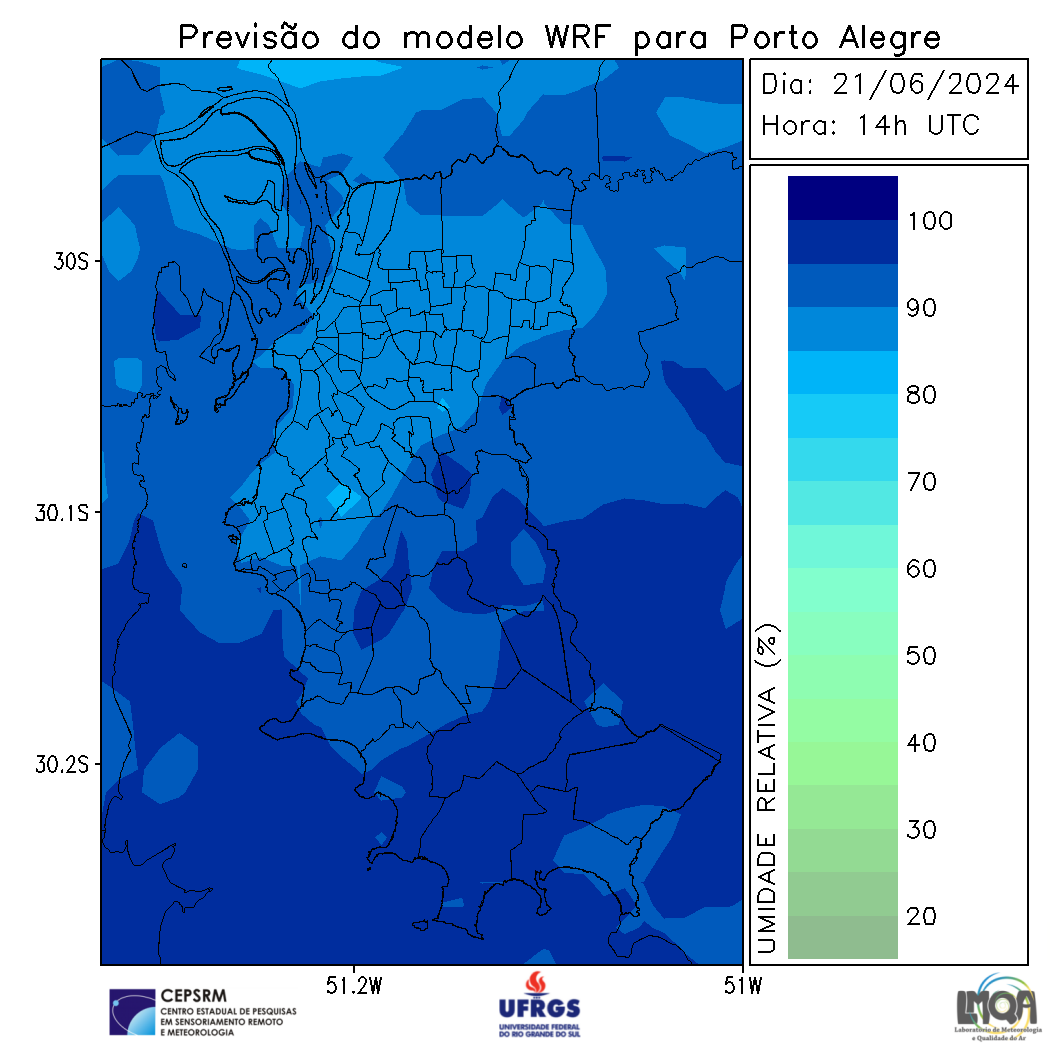 Previsão do modelo WRF para Porto Alegre
Dia: 21/06/2024
Hora: 14h UTC
100
90
80
70
60
50
40
30
20
UMIDADE RELATIVA (%)
30S
30.1S
30.2S
51.2W
51W
CEPSRM
CENTRO ESTADUAL DE PESQUISAS
EM SENSORIAMENTO REMOTO
E METEOROLOGIA
UFRGS
UNIVERSIDADE FEDERAL
DO RIO GRANDE DO SUL
LMQA
Laboratório de Meteorologia
e Qualidade do Ar